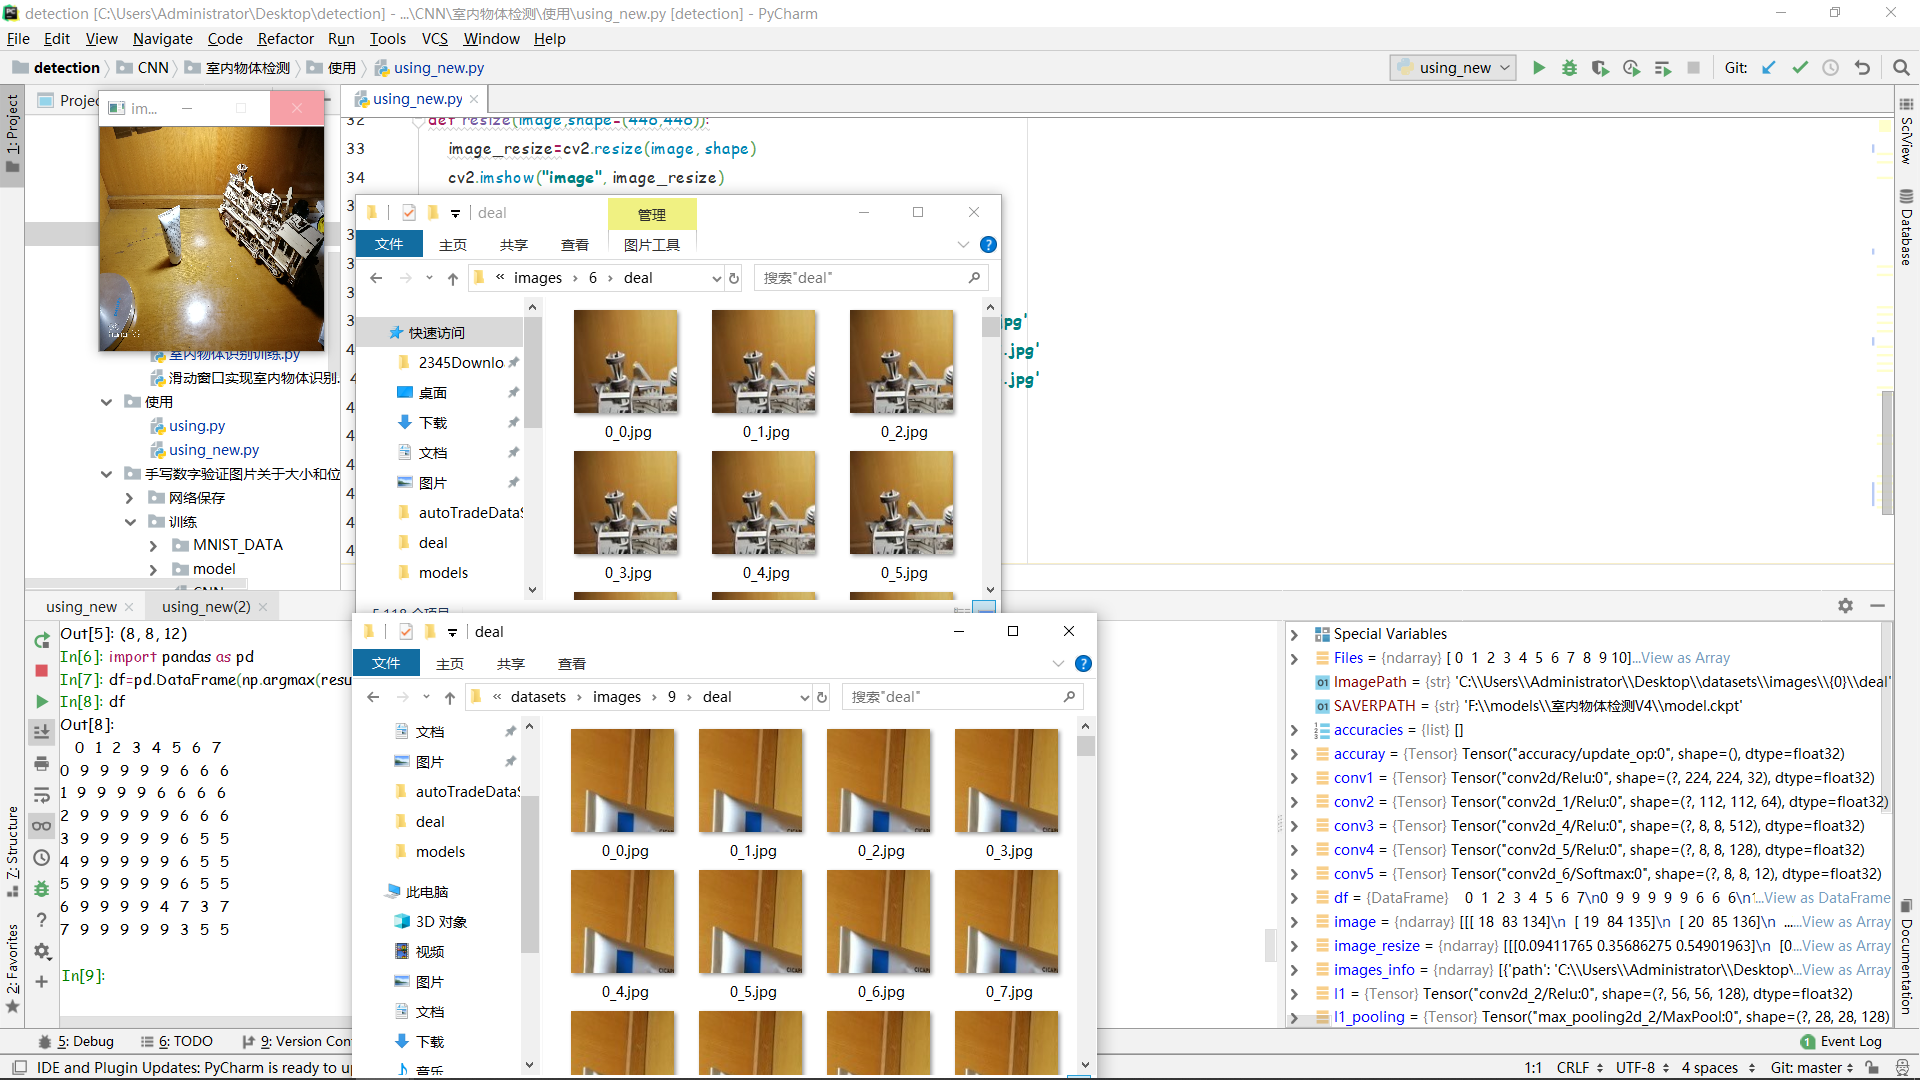 detection [C:\Users\Administrator\Desktop\detection] - ...\CNN\室内物体检测\使用\using_new.py [detection] - PyCharm
File Edit View Navigate Code Refactor Run Tools VCS Window Help
detection CNN 室内物体检测 使用 using_new.py
using_new Git:
1: Project
im...
using_new.py
32 def resize(image,shape=(448,448)):
33 image_resize=cv2.resize(image, shape)
34 cv2.imshow("image", image_resize)
室内物体识别训练.py
滑动窗口实现室内物体识别.
使用
using.py
using_new.py
手写数字验证图片关于大小和位
网络保存
训练
MNIST_DATA
model
deal
管理
文件 主页 共享 查看 图片工具
« images › 6 › deal
搜索"deal"
快速访问
2345Downlo
桌面
下载
文档
图片
autoTradeData
deal
models
0_0.jpg 0_1.jpg 0_2.jpg
0_3.jpg 0_4.jpg 0_5.jpg
pg'
.jpg'
.jpg'
SciView
Database
using_new using_new(2)
Out[5]: (8, 8, 12)
In[6]: import pandas as pd
In[7]: df=pd.DataFrame(np.argmax(resu
In[8]: df
Out[8]:
0 1 2 3 4 5 6 7
0 9 9 9 9 9 6 6 6
1 9 9 9 9 6 6 6 6
2 9 9 9 9 9 6 6 6
3 9 9 9 9 9 6 5 5
4 9 9 9 9 9 6 5 5
5 9 9 9 9 9 6 5 5
6 9 9 9 9 4 7 3 7
7 9 9 9 9 9 3 5 5
In[9]:
7: Structure
2: Favorites
deal
文件 主页 共享 查看
« datasets › images › 9 › deal
搜索"deal"
文档
图片
autoTradeData
deal
models
此电脑
3D 对象
视频
图片
文档
下载
音乐
0_0.jpg 0_1.jpg 0_2.jpg 0_3.jpg
0_4.jpg 0_5.jpg 0_6.jpg 0_7.jpg
Special Variables
Files = {ndarray} [ 0 1 2 3 4 5 6 7 8 9 10]...View as Array
ImagePath = {str} 'C:\\Users\\Administrator\\Desktop\\datasets\\images\\{0}\\deal'
SAVERPATH = {str} 'F:\\models\\室内物体检测V4\\model.ckpt'
accuracies = {list} []
accuray = {Tensor} Tensor("accuracy/update_op:0", shape=(), dtype=float32)
conv1 = {Tensor} Tensor("conv2d/Relu:0", shape=(?, 224, 224, 32), dtype=float32)
conv2 = {Tensor} Tensor("conv2d_1/Relu:0", shape=(?, 112, 112, 64), dtype=float32)
conv3 = {Tensor} Tensor("conv2d_4/Relu:0", shape=(?, 8, 8, 512), dtype=float32)
conv4 = {Tensor} Tensor("conv2d_5/Relu:0", shape=(?, 8, 8, 128), dtype=float32)
conv5 = {Tensor} Tensor("conv2d_6/Softmax:0", shape=(?, 8, 8, 12), dtype=float32)
df = {DataFrame} 0 1 2 3 4 5 6 7\n0 9 9 9 9 9 6 6 6\n1...View as DataFrame
image = {ndarray} [[[ 18 83 134]\n [ 19 84 135]\n [ 20 85 136]\n ...View as Array
image_resize = {ndarray} [[[0.09411765 0.35686275 0.54901963]\n [0...View as Array
images_info = {ndarray} [{'path': 'C:\\Users\\Administrator\\Desktop\...View as Array
l1 = {Tensor} Tensor("conv2d_2/Relu:0", shape=(?, 56, 56, 128), dtype=float32)
l1_pooling = {Tensor} Tensor("max_pooling2d_2/MaxPool:0", shape=(?, 28, 28, 128)
Documentation
5: Debug 6: TODO 9: Version Con
1 Event Log
IDE and Plugin Updates: PyCharm is ready to u
1:1 CRLF UTF-8 4 spaces Git: master